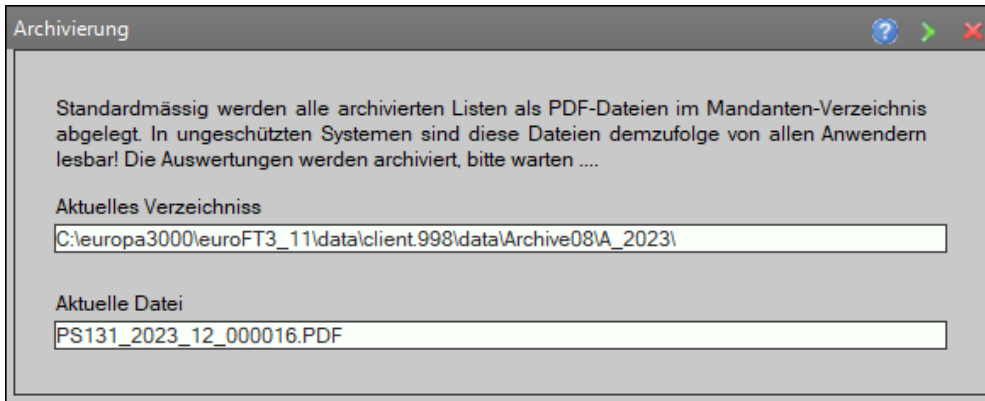 Archivierung
Standardmässig werden alle archivierten Listen als PDF-Dateien im Mandanten-Verzeichnis
abgelegt. In ungeschützten Systemen sind diese Dateien demzufolge von allen Anwendern
lesbar! Die Auswertungen werden archiviert, bitte warten ....
Aktuelles Verzeichniss
C:\europa3000\euroFT3_11\data\client.998\data\Archive08\A_2023\
Aktuelle Datei
PS131_2023_12_000016.PDF